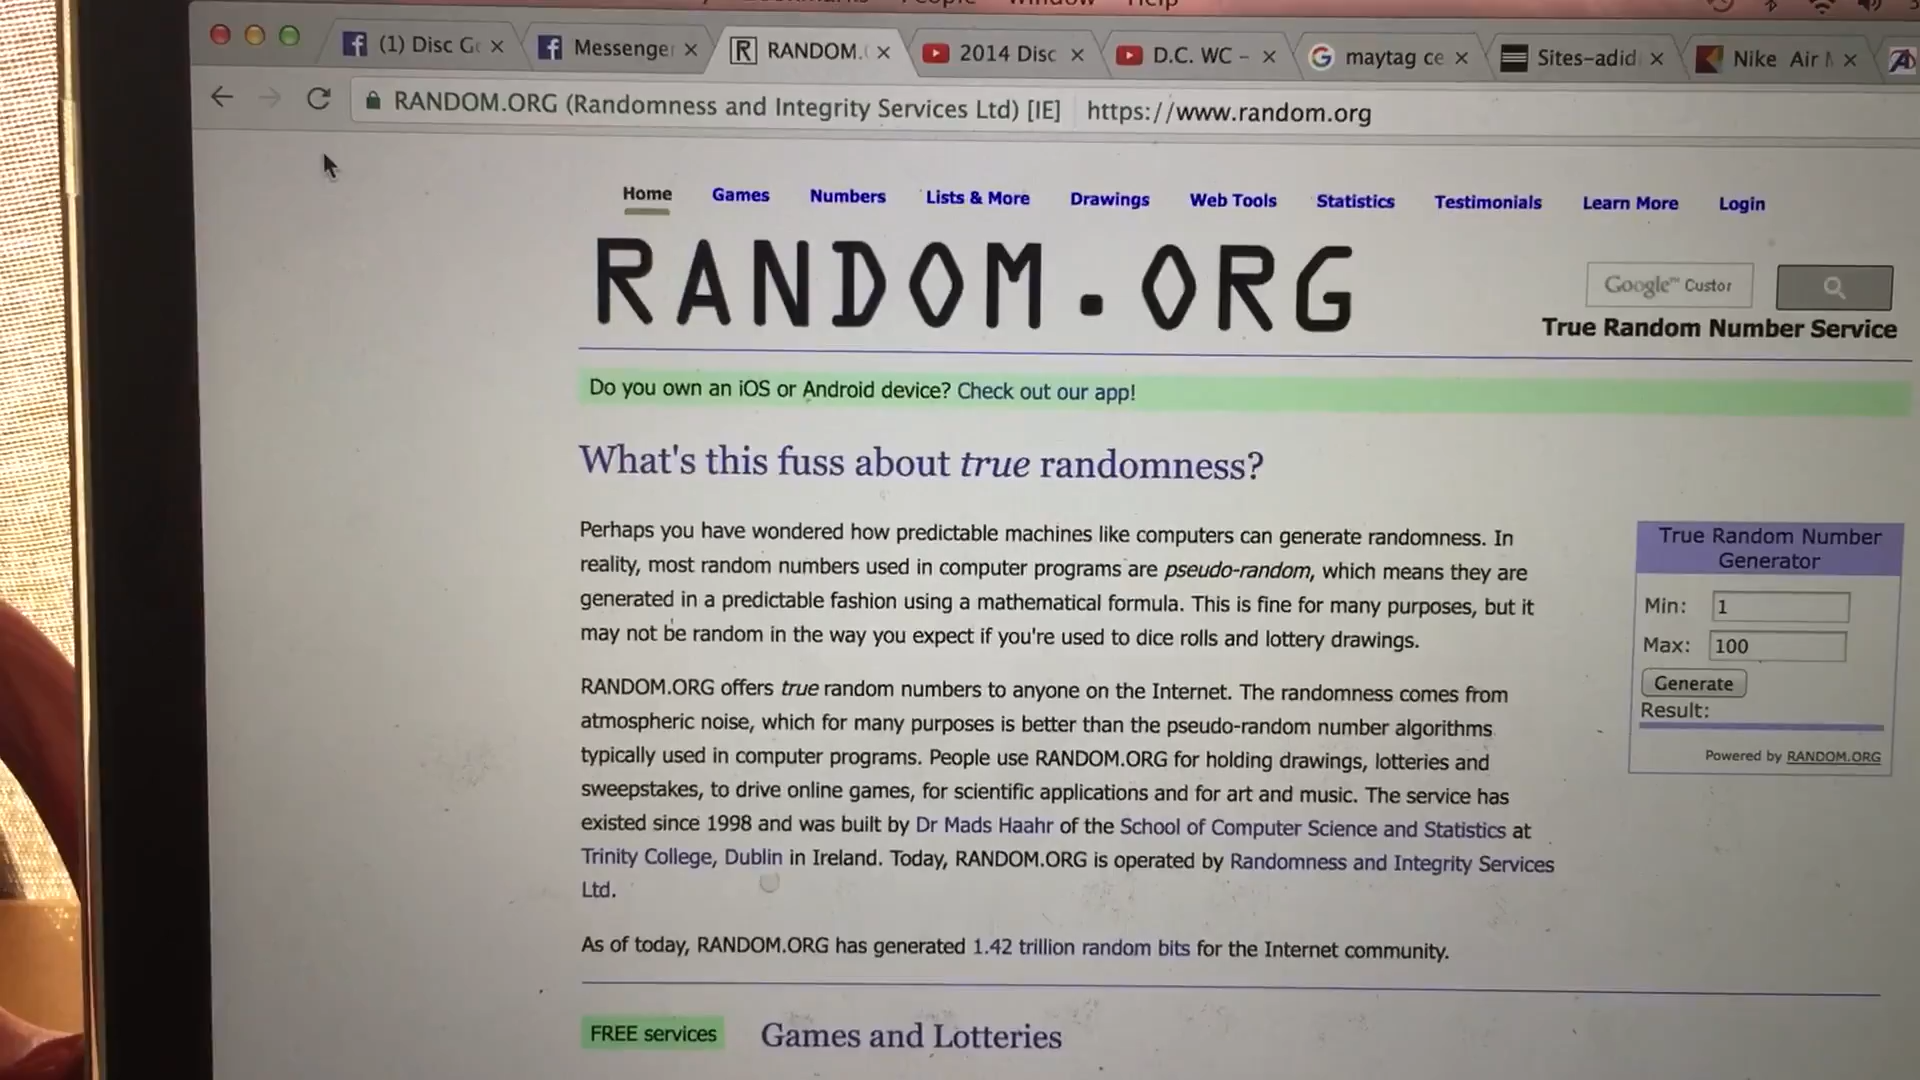 Window Help
(1) Disc G
Messenger
RANDOM.
2014 Disc
D.C. WC –
maytag ce
Sites-adid
Nike Air M
RANDOM.ORG (Randomness and Integrity Services Ltd) [IE] https://www.random.org
Home Games Numbers Lists & More Drawings Web Tools Statistics Testimonials Learn More Login
RANDOM.ORG
Google™ Custor
True Random Number Service
Do you own an iOS or Android device? Check out our app!
What's this fuss about true randomness?
Perhaps you have wondered how predictable machines like computers can generate randomness. In
reality, most random numbers used in computer programs are pseudo-random, which means they are
generated in a predictable fashion using a mathematical formula. This is fine for many purposes, but it
may not be random in the way you expect if you're used to dice rolls and lottery drawings.
RANDOM.ORG offers true random numbers to anyone on the Internet. The randomness comes from
atmospheric noise, which for many purposes is better than the pseudo-random number algorithms
typically used in computer programs. People use RANDOM.ORG for holding drawings, lotteries and
sweepstakes, to drive online games, for scientific applications and for art and music. The service has
existed since 1998 and was built by Dr Mads Haahr of the School of Computer Science and Statistics at
Trinity College, Dublin in Ireland. Today, RANDOM.ORG is operated by Randomness and Integrity Services
Ltd.
As of today, RANDOM.ORG has generated 1.42 trillion random bits for the Internet community.
True Random Number
Generator
Min: 1
Max: 100
Generate
Result:
Powered by RANDOM.ORG
FREE services
Games and Lotteries